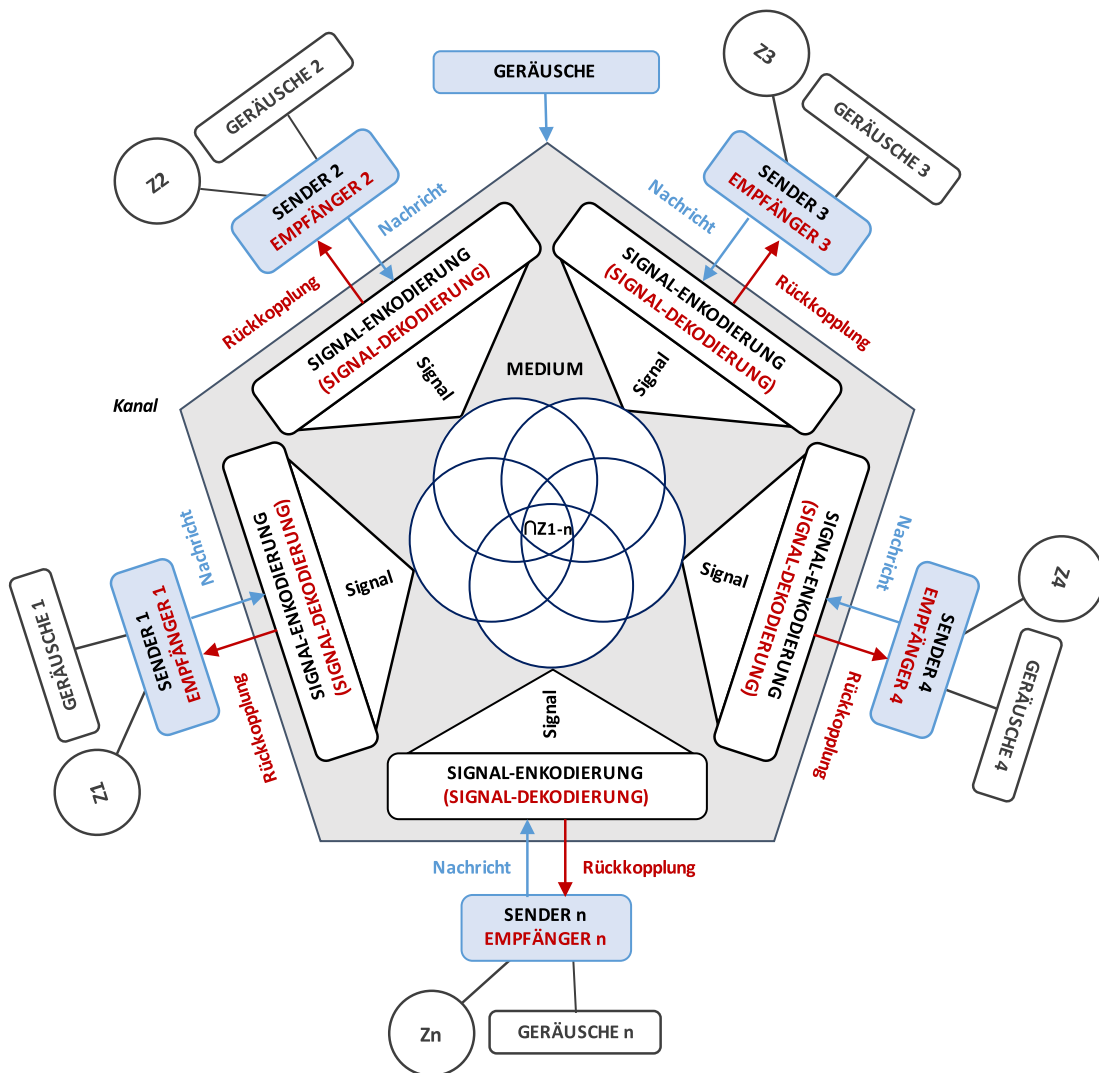 GERÄUSCHE
Z3
GERÄUSCHE 2
GERÄUSCHE 3
Z2
SENDER 2
EMPFÄNGER 2
Nachricht
SENDER 3
EMPFÄNGER 3
Nachricht
Rückkopplung
Rückkopplung
SIGNAL-ENKODIERUNG
(SIGNAL-DEKODIERUNG)
Signal
SIGNAL-ENKODIERUNG
(SIGNAL-DEKODIERUNG)
Signal
MEDIUM
Kanal
⋂Z1-n
Nachricht
SIGNAL-ENKODIERUNG
(SIGNAL-DEKODIERUNG)
Signal
Signal
SIGNAL-ENKODIERUNG
(SIGNAL-DEKODIERUNG)
Nachricht
Z4
GERÄUSCHE 1
SENDER 1
EMPFÄNGER 1
Rückkopplung
Z1
SENDER 4
EMPFÄNGER 4
Rückkopplung
GERÄUSCHE 4
Signal
SIGNAL-ENKODIERUNG
(SIGNAL-DEKODIERUNG)
Nachricht
Rückkopplung
SENDER n
EMPFÄNGER n
Zn
GERÄUSCHE n